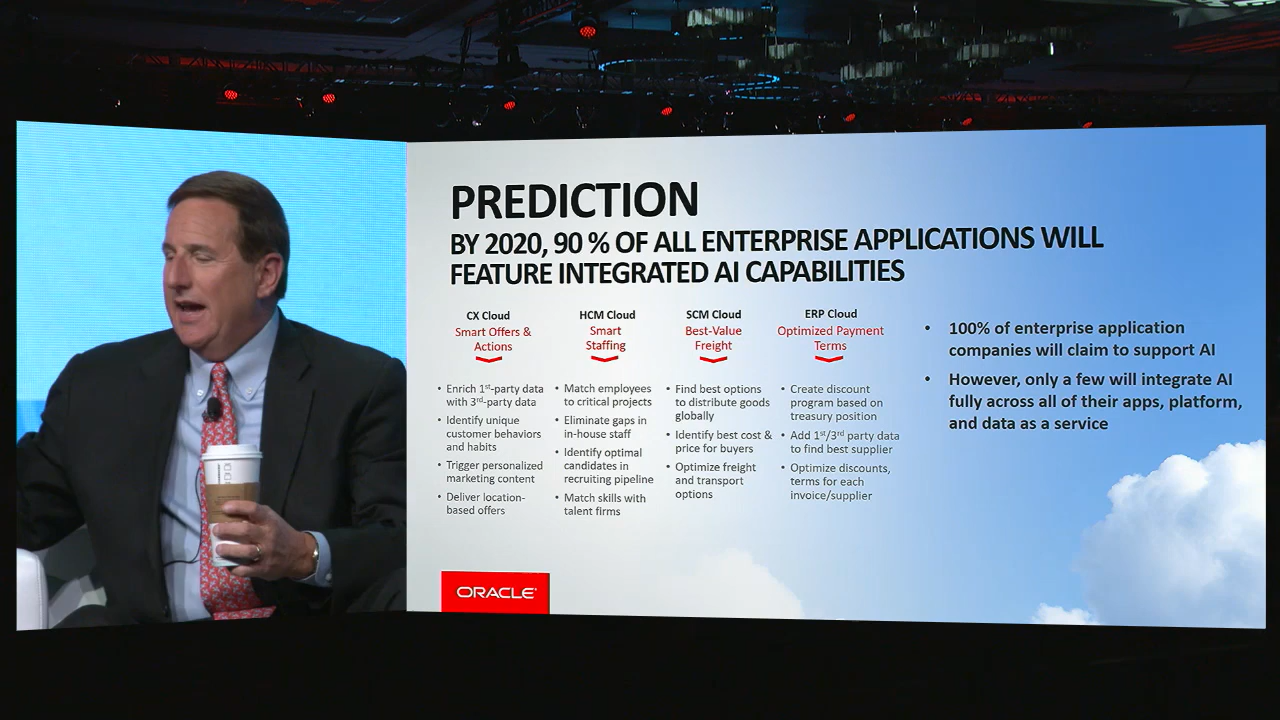 PREDICTION
BY 2020, 90 % OF ALL ENTERPRISE APPLICATIONS WILL
FEATURE INTEGRATED AI CAPABILITIES
CX Cloud
Smart Offers &
Actions
• Enrich 1st-party data
with 3rd-party data
• Identify unique
customer behaviors
and habits
• Trigger personalized
marketing content
• Deliver location-
based offers
HCM Cloud
Smart
Staffing
• Match employees
to critical projects
• Eliminate gaps in
in-house staff
• Identify optimal
candidates in
recruiting pipeline
• Match skills with
talent firms
SCM Cloud
Best-Value
Freight
• Find best options
to distribute goods
globally
• Identify best cost &
price for buyers
• Optimize freight
and transport
options
ERP Cloud
Optimized Payment
Terms
• Create discount
program based on
treasury position
• Add 1st/3rd party data
to find best supplier
• Optimize discounts,
terms for each
invoice/supplier
• 100% of enterprise application
companies will claim to support AI
• However, only a few will integrate AI
fully across all of their apps, platform,
and data as a service
ORACLE